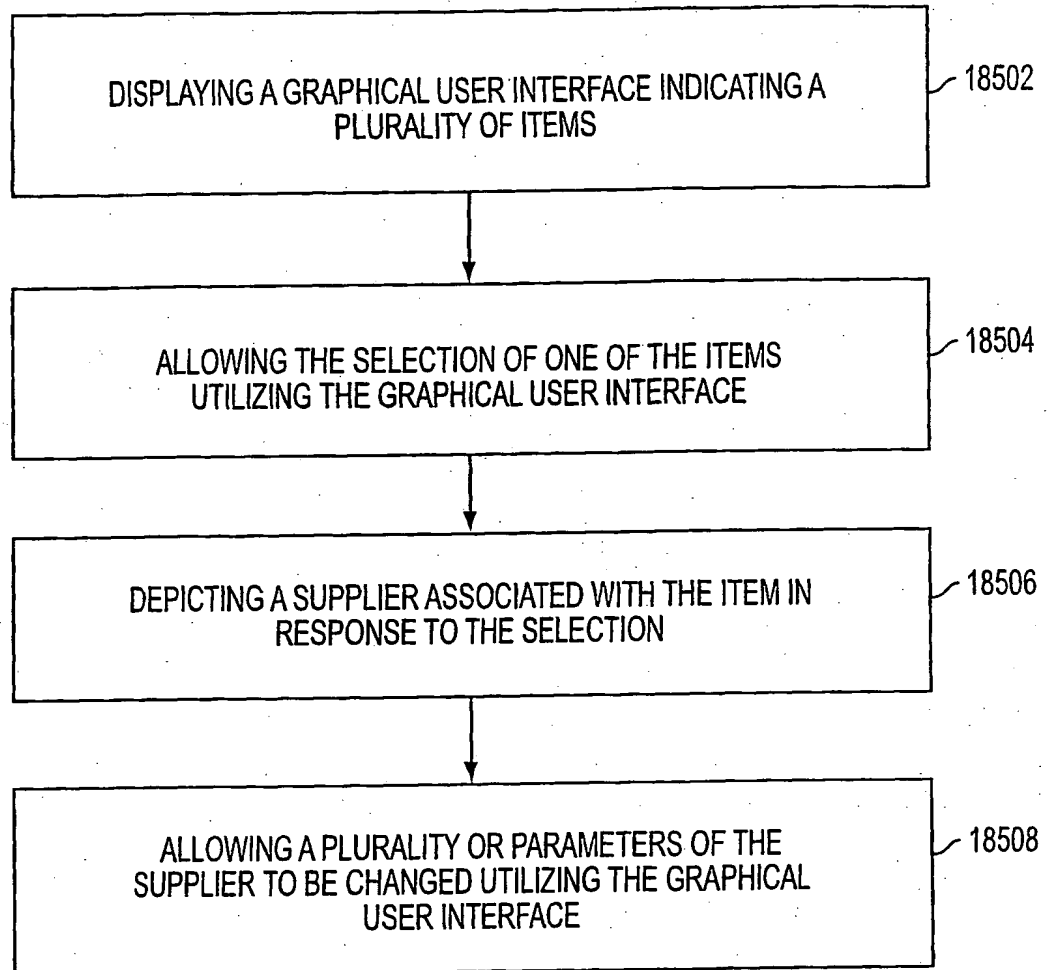 DISPLAYING A GRAPHICAL USER INTERFACE INDICATING A
PLURALITY OF ITEMS
18502
ALLOWING THE SELECTION OF ONE OF THE ITEMS
UTILIZING THE GRAPHICAL USER INTERFACE
18504
DEPICTING A SUPPLIER ASSOCIATED WITH THE ITEM IN
RESPONSE TO THE SELECTION
18506
ALLOWING A PLURALITY OR PARAMETERS OF THE
SUPPLIER TO BE CHANGED UTILIZING THE GRAPHICAL
USER INTERFACE
18508